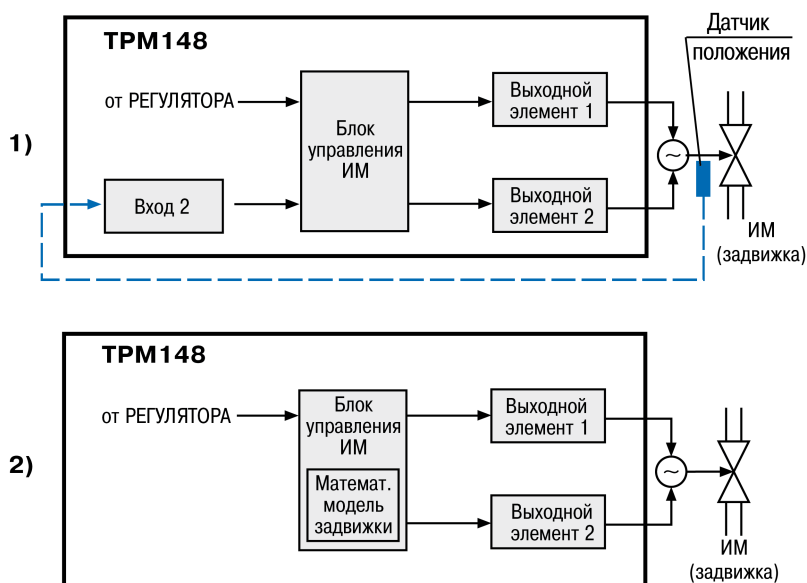 ТРМ148
Датчик
положения
от РЕГУЛЯТОРА
Блок
управления
ИМ
Выходной
элемент 1
1)
~
Вход 2
Выходной
элемент 2
ИМ
(задвижка)
ТРМ148
от РЕГУЛЯТОРА
Блок
управления
ИМ
Выходной
элемент 1
2)
~
Математ.
модель
задвижки
Выходной
элемент 2
ИМ
(задвижка)